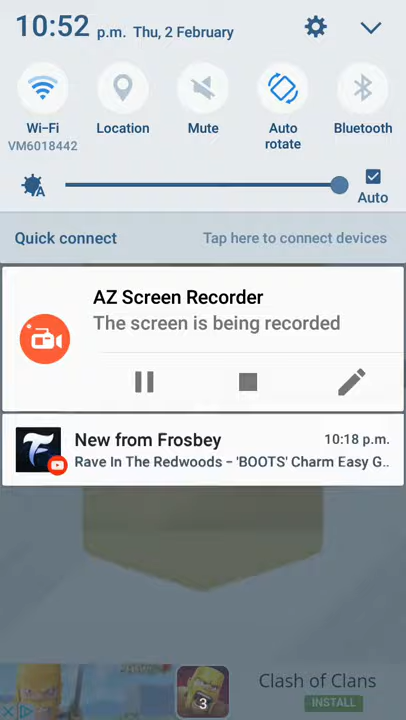 10:52 p.m. Thu, 2 February
Wi-Fi
VM6018442
Location
Mute
Auto
rotate
Bluetooth
A
Auto
Quick connect
Tap here to connect devices
AZ Screen Recorder
The screen is being recorded
New from Frosbey
10:18 p.m.
Rave In The Redwoods - 'BOOTS' Charm Easy G..
3
Clash of Clans
INSTALL